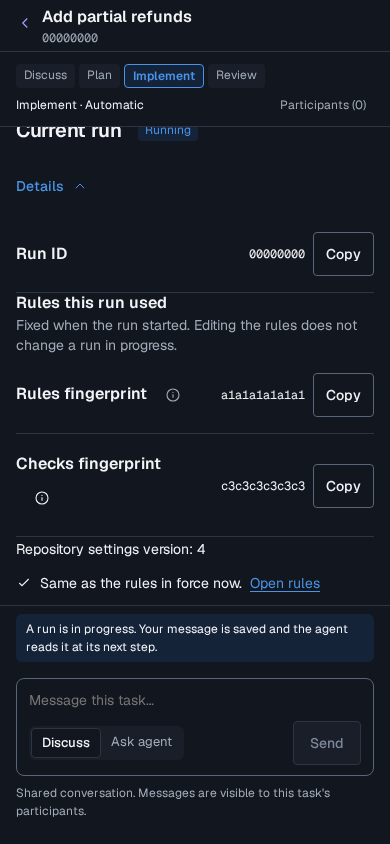 Add partial refunds
00000000
Discuss
Plan
Implement
Review
Implement · Automatic
Participants (0)
Current run
Running
Details
Run ID
00000000
Copy
Rules this run used
Fixed when the run started. Editing the rules does not
change a run in progress.
Rules fingerprint
a1a1a1a1a1a1
Copy
Checks fingerprint
c3c3c3c3c3c3
Copy
Repository settings version: 4
Same as the rules in force now. Open rules
A run is in progress. Your message is saved and the agent
reads it at its next step.
Message this task…
Discuss
Ask agent
Send
Shared conversation. Messages are visible to this task's
participants.